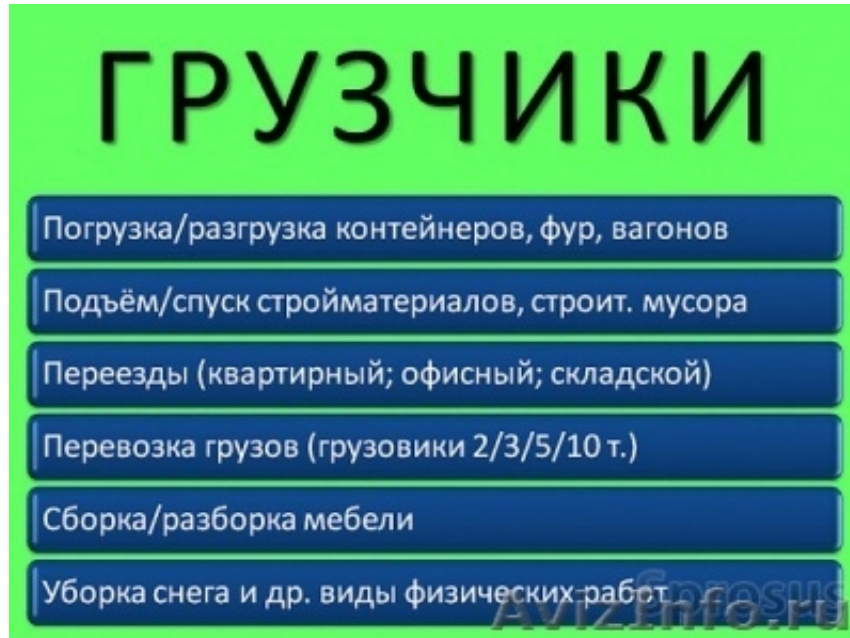 ГРУЗЧИКИ
Погрузка/разгрузка контейнеров, фур, вагонов
Подъём/спуск стройматериалов, строит. мусора
Переезды (квартирный; офисный; складской)
Перевозка грузов (грузовики 2/3/5/10 т.)
Сборка/разборка мебели
Уборка снега и др. виды физических работ
Sprosus
AvizInfo.ru